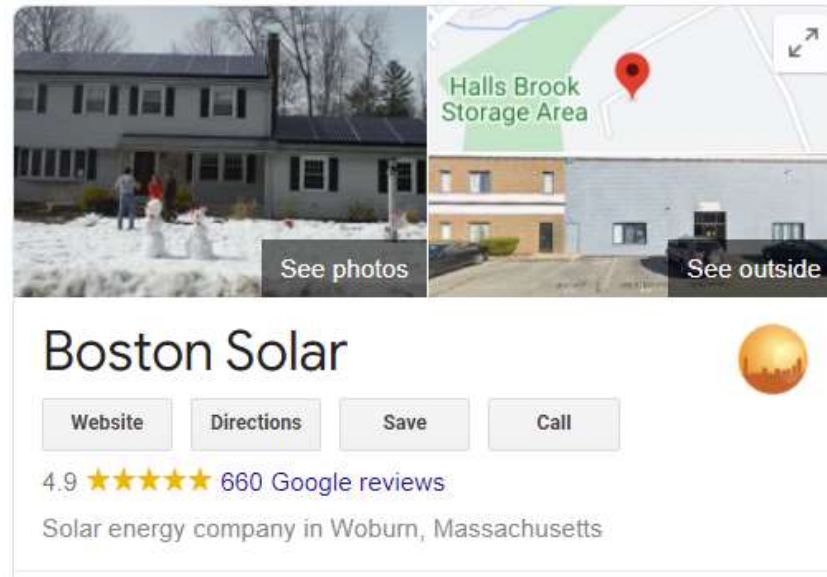 Halls Brook
Storage Area
See photos
See outside
Boston Solar
Website
Directions
Save
Call
4.9 ★★★★★ 660 Google reviews
Solar energy company in Woburn, Massachusetts